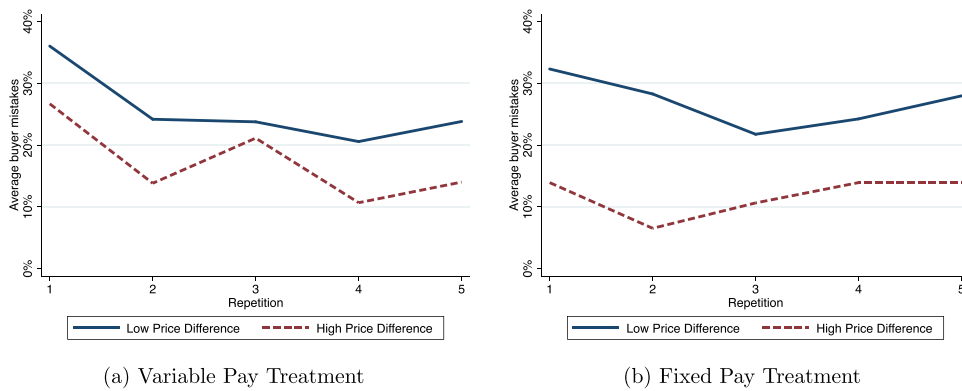 Average buyer mistakes
40%
30%
20%
10%
0%
1 2 3 4 5
Repetition
Low Price Difference High Price Difference
(a) Variable Pay Treatment
Average buyer mistakes
40%
30%
20%
10%
0%
1 2 3 4 5
Repetition
Low Price Difference High Price Difference
(b) Fixed Pay Treatment